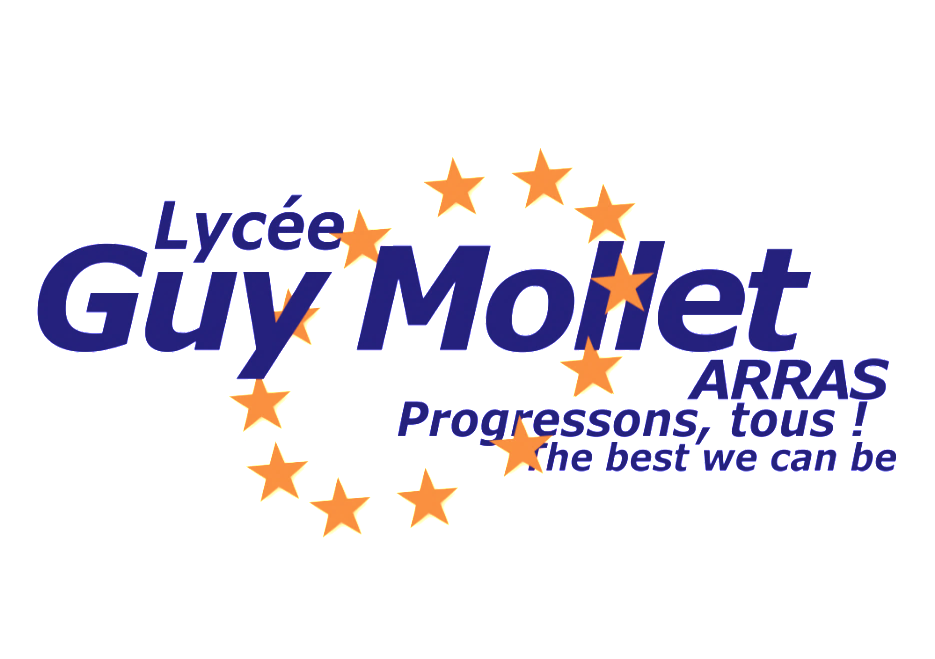 Lycée
Guy Mollet
ARRAS
Progressons, tous !
The best we can be